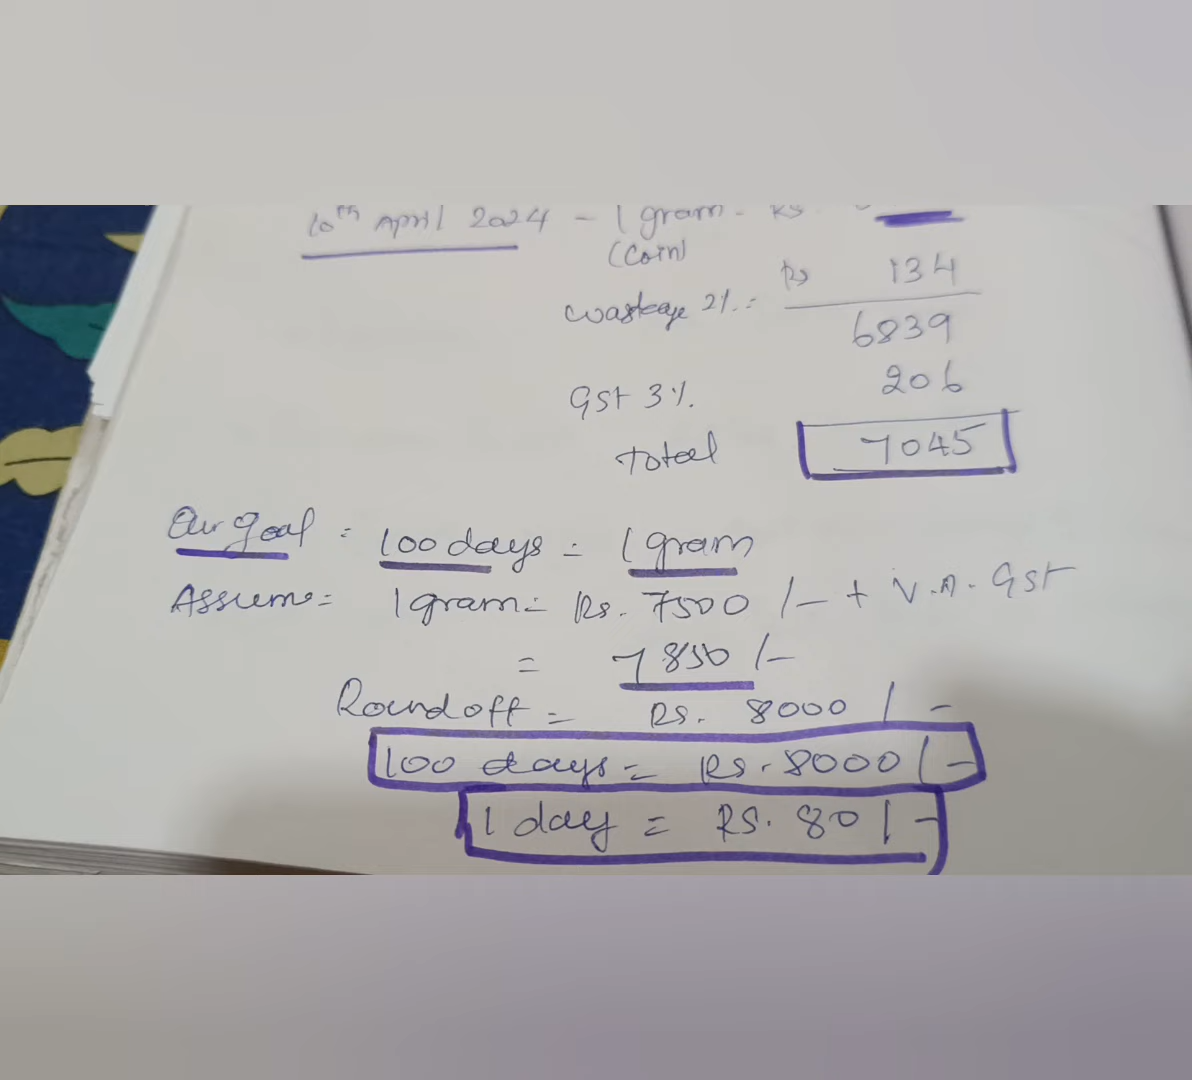 10th April 2024 - 1 gram - Rs.
(Coin)
Wastage 2%. = Rs 134
6839
GST 3%. 206
Total 7045
Our goal = 100 days = 1 gram
Assume = 1 gram = Rs. 7500 /- + V.A. GST
= 7850 /-
Roundoff = Rs. 8000 /-
100 days = Rs. 8000 /-
1 day = Rs. 80 /-